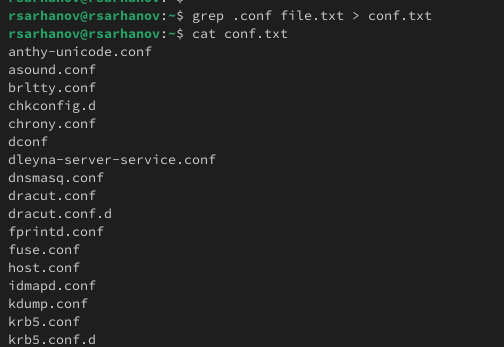 rsarhanov@rsarhanov:~$ grep .conf file.txt > conf.txt
rsarhanov@rsarhanov:~$ cat conf.txt
anthy-unicode.conf
asound.conf
brltty.conf
chkconfig.d
chrony.conf
dconf
dleyna-server-service.conf
dnsmasq.conf
dracut.conf
dracut.conf.d
fprintd.conf
fuse.conf
host.conf
idmapd.conf
kdump.conf
krb5.conf
krb5.conf.d